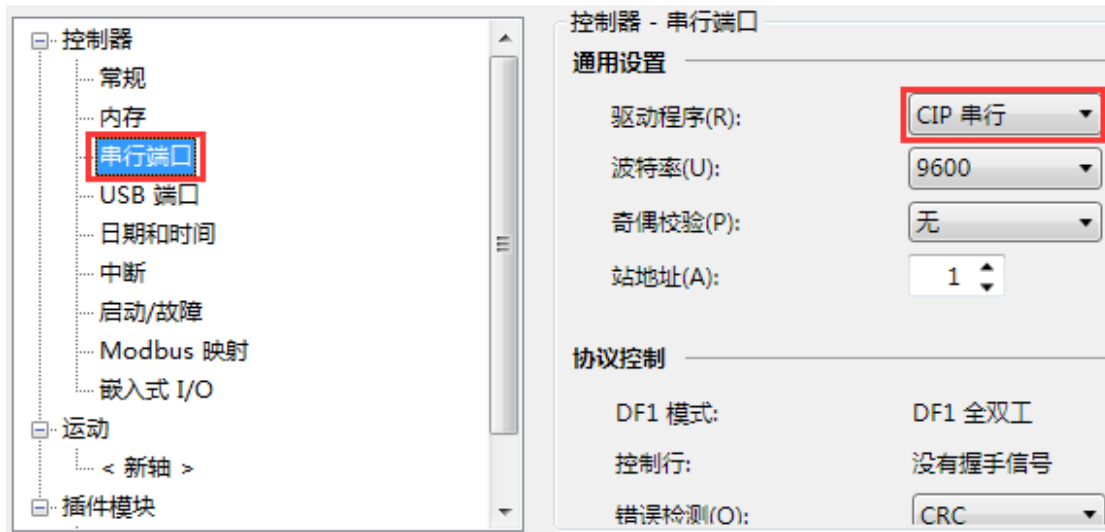 控制器
常规
内存
串行端口
USB 端口
日期和时间
中断
启动/故障
Modbus 映射
嵌入式 I/O
运动
< 新轴 >
插件模块
控制器 - 串行端口
通用设置
驱动程序(R): CIP 串行
波特率(U): 9600
奇偶校验(P): 无
站地址(A): 1
协议控制
DF1 模式: DF1 全双工
控制行: 没有握手信号
错误检测(O): CRC